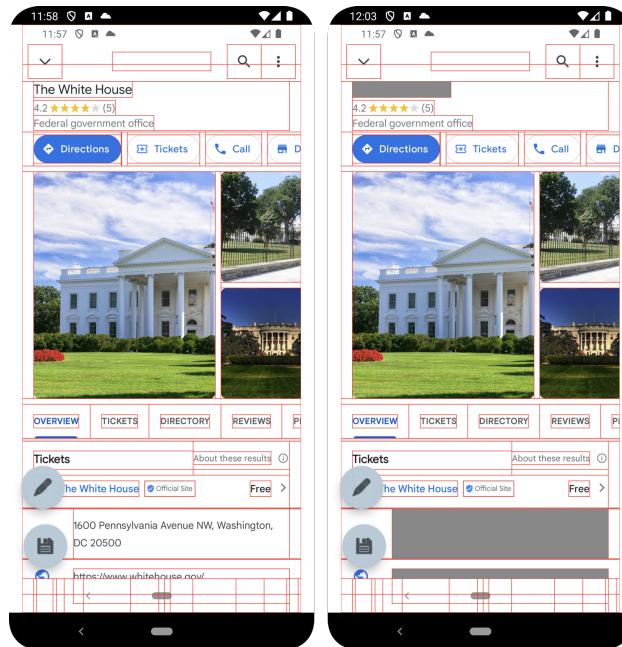 11:58
11:57
The White House
4.2 (5)
Federal government office
Directions Tickets Call D
OVERVIEW TICKETS DIRECTORY REVIEWS
Tickets About these results
he White House Official Site Free
1600 Pennsylvania Avenue NW, Washington,
DC 20500
https://www.whitehouse.gov/
12:03
11:57
4.2 (5)
Federal government office
Directions Tickets Call D
OVERVIEW TICKETS DIRECTORY REVIEWS
Tickets About these results
he White House Official Site Free